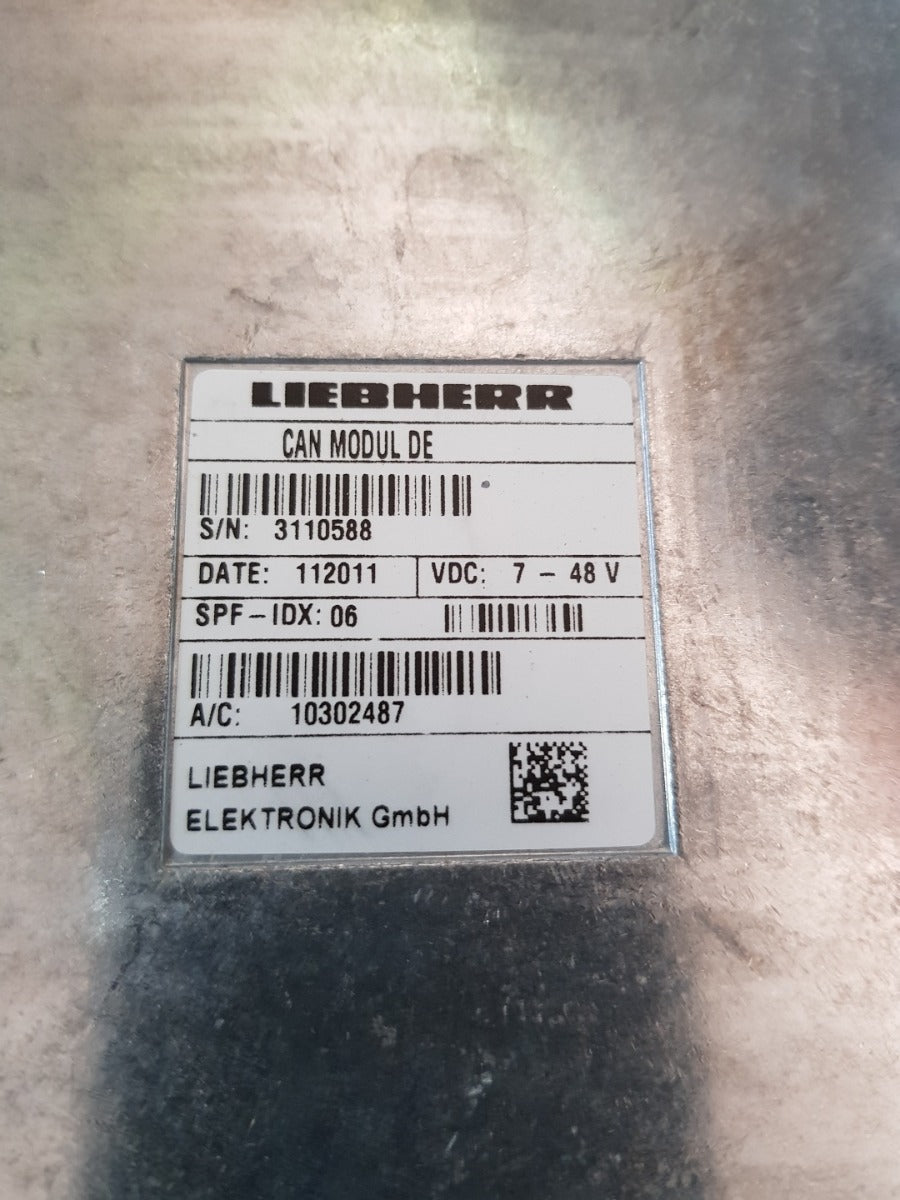 LIEBHERR
CAN MODUL DE
S/N: 3110588
DATE: 112011 VDC: 7 - 48 V
SPF-IDX: 06
A/C: 10302487
LIEBHERR
ELEKTRONIK GmbH